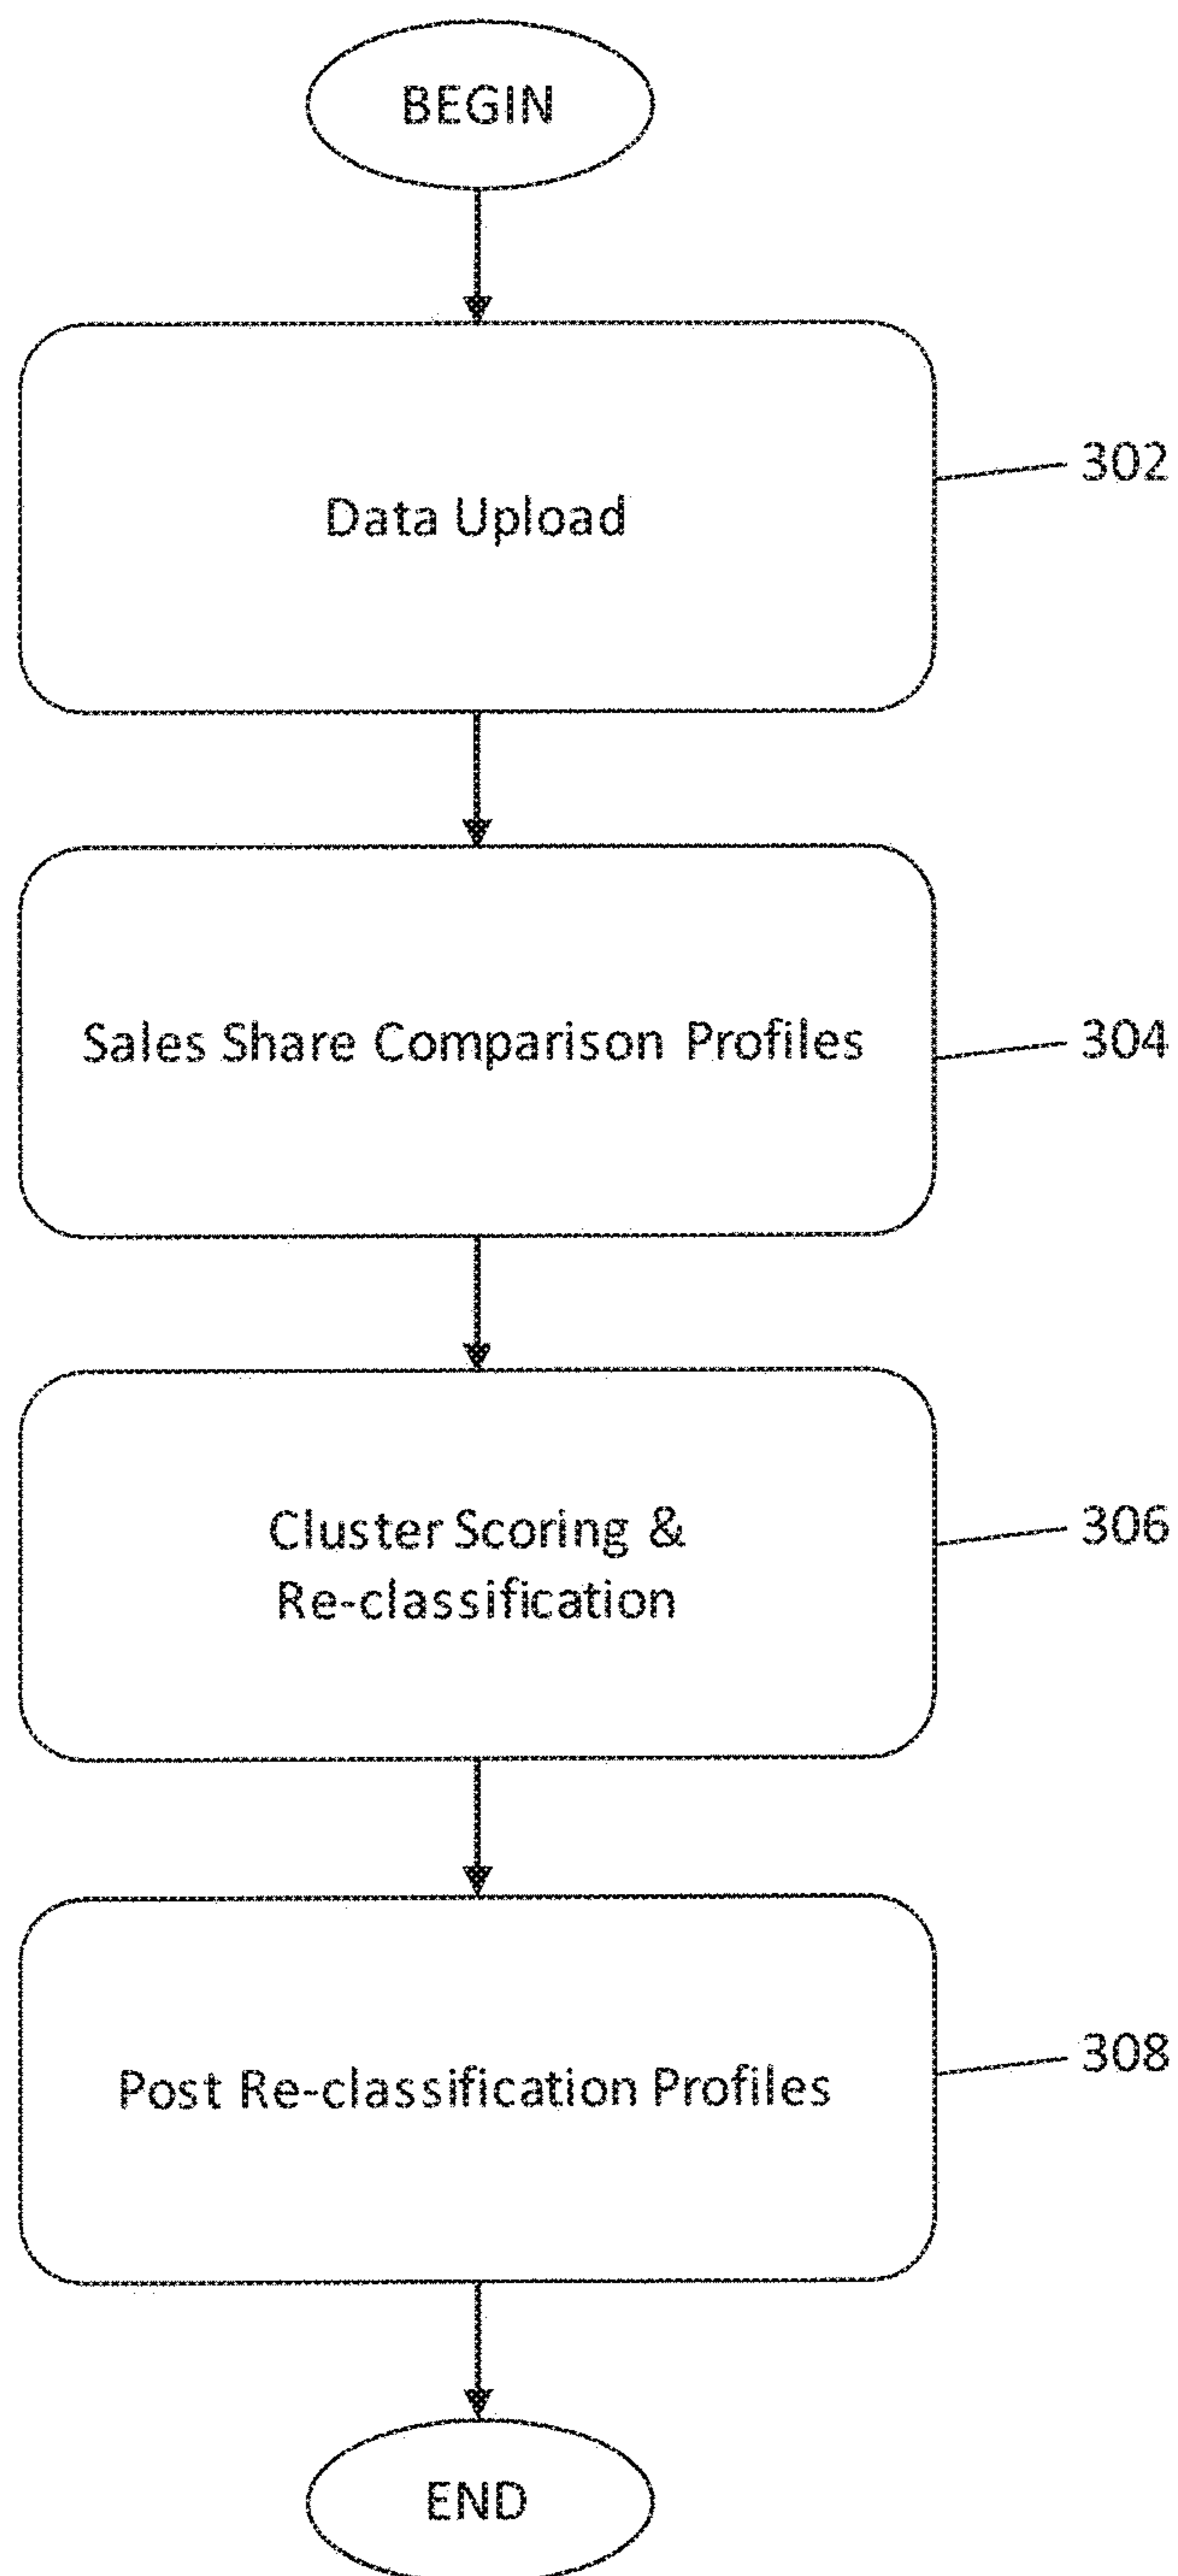 BEGIN
Data Upload
302
Sales Share Comparison Profiles
304
Cluster Scoring &
Re-classification
306
Post Re-classification Profiles
308
END